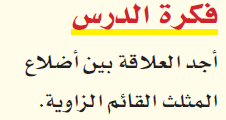 فكرة الدرس
أجد العلاقة بين أضلاع
المثلث القائم الزاوية.